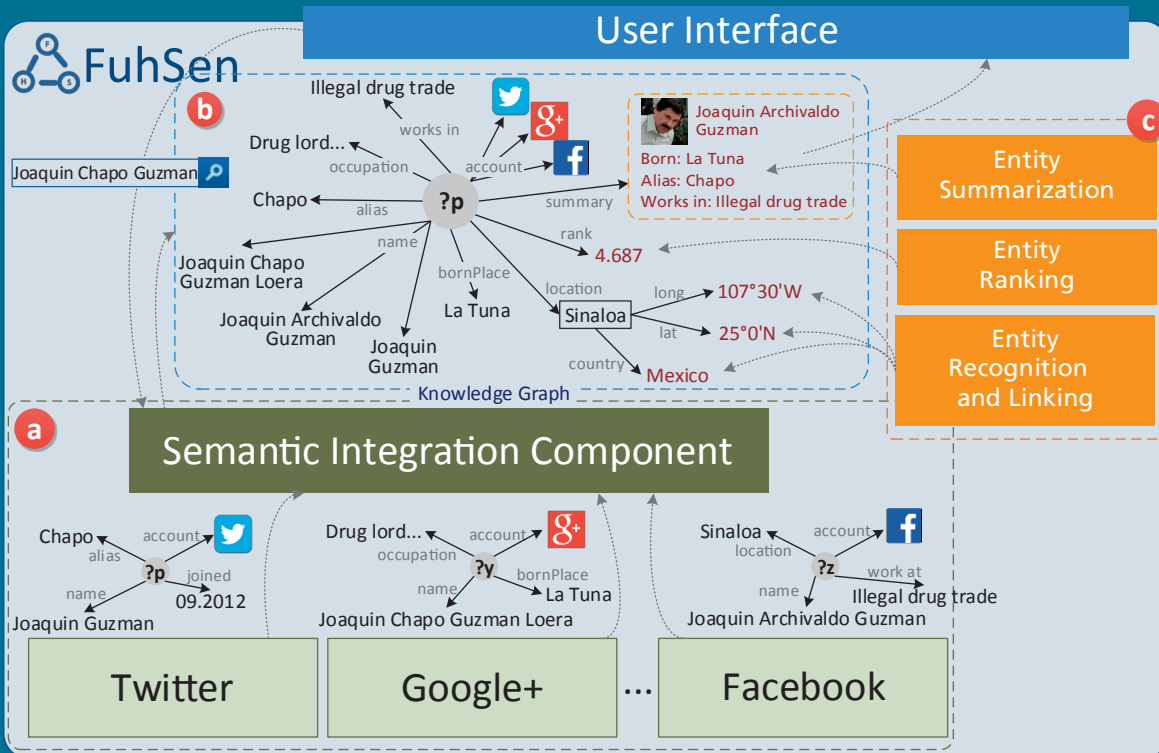 User Interface
F
H
S
FuhSen
b
Illegal drug trade
works in
g+
f
Drug lord...
occupation
account
Joaquin Archivaldo
Guzman
Born: La Tuna
Alias: Chapo
Works in: Illegal drug trade
c
Entity
Summarization
Joaquin Chapo Guzman
Chapo
alias
?p
summary
name
rank
4.687
Entity
Ranking
Joaquin Chapo
Guzman Loera
bornPlace
La Tuna
location
long
107°30'W
Sinaloa
lat
25°0'N
Joaquin Archivaldo
Guzman
Joaquin
Guzman
country
Mexico
Entity
Recognition
and Linking
Knowledge Graph
a
Semantic Integration Component
Chapo
alias
account
?p
joined
09.2012
name
Joaquin Guzman
Drug lord...
occupation
account
g+
?y
bornPlace
La Tuna
name
Joaquin Chapo Guzman Loera
Sinaloa
location
account
f
?z
work at
Illegal drug trade
name
Joaquin Archivaldo Guzman
Twitter
Google+
...
Facebook